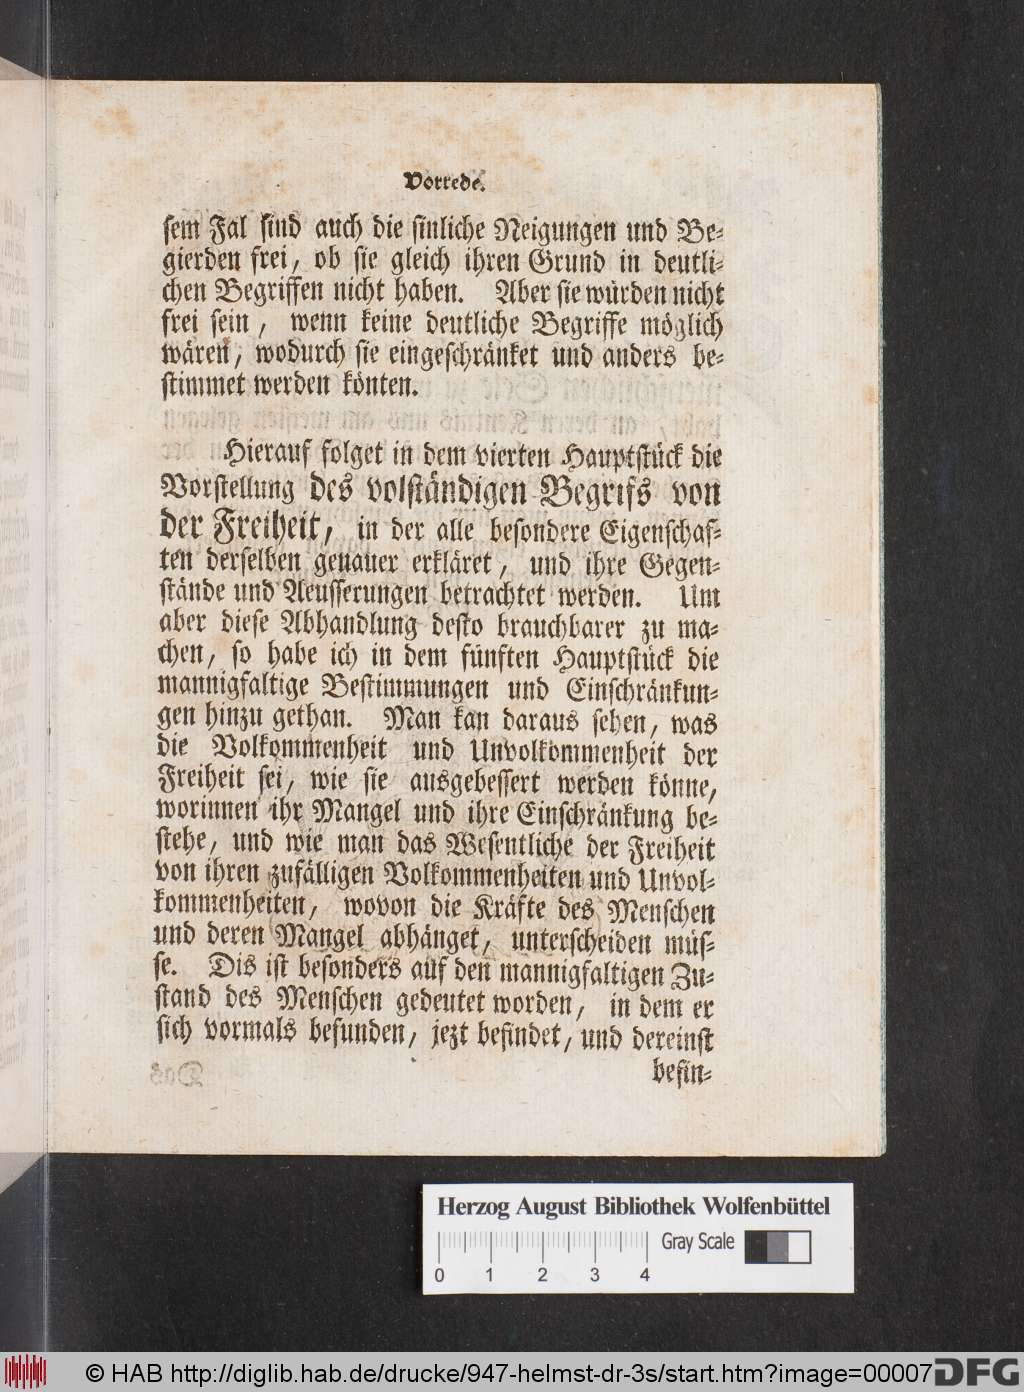 Vorrede.
sem Fal sind auch die sinliche Neigungen und Be-
gierden frei, ob sie gleich ihren Grund in deutli-
chen Begriffen nicht haben. Aber sie würden nicht
frei sein, wenn keine deutliche Begriffe möglich
wären, wodurch sie eingeschränket und anders be-
stimmet werden könten.
Hierauf folget in dem vierten Hauptstück die
Vorstellung des volständigen Begrifs von
der Freiheit, in der alle besondere Eigenschaf-
ten derselben genauer erkläret, und ihre Gegen-
stände und Aeusserungen betrachtet werden. Um
aber diese Abhandlung desto brauchbarer zu ma-
chen, so habe ich in dem fünften Hauptstück die
mannigfaltige Bestimmungen und Einschränkun-
gen hinzu gethan. Man kan daraus sehen, was
die Volkommenheit und Unvolkommenheit der
Freiheit sei, wie sie ausgebessert werden könne,
worinnen ihr Mangel und ihre Einschränkung be-
stehe, und wie man das Wesentliche der Freiheit
von ihren zufälligen Volkommenheiten und Unvol-
kommenheiten, wovon die Kräfte des Menschen
und deren Mangel abhänget, unterscheiden müs-
se. Dis ist besonders auf den mannigfaltigen Zu-
stand des Menschen gedeutet worden, in dem er
sich vormals befunden, jezt befindet, und dereinst
befin-
Herzog August Bibliothek Wolfenbüttel
Gray Scale
0 1 2 3 4
© HAB http://diglib.hab.de/drucke/947-helmst-dr-3s/start.htm?image=00007
DFG